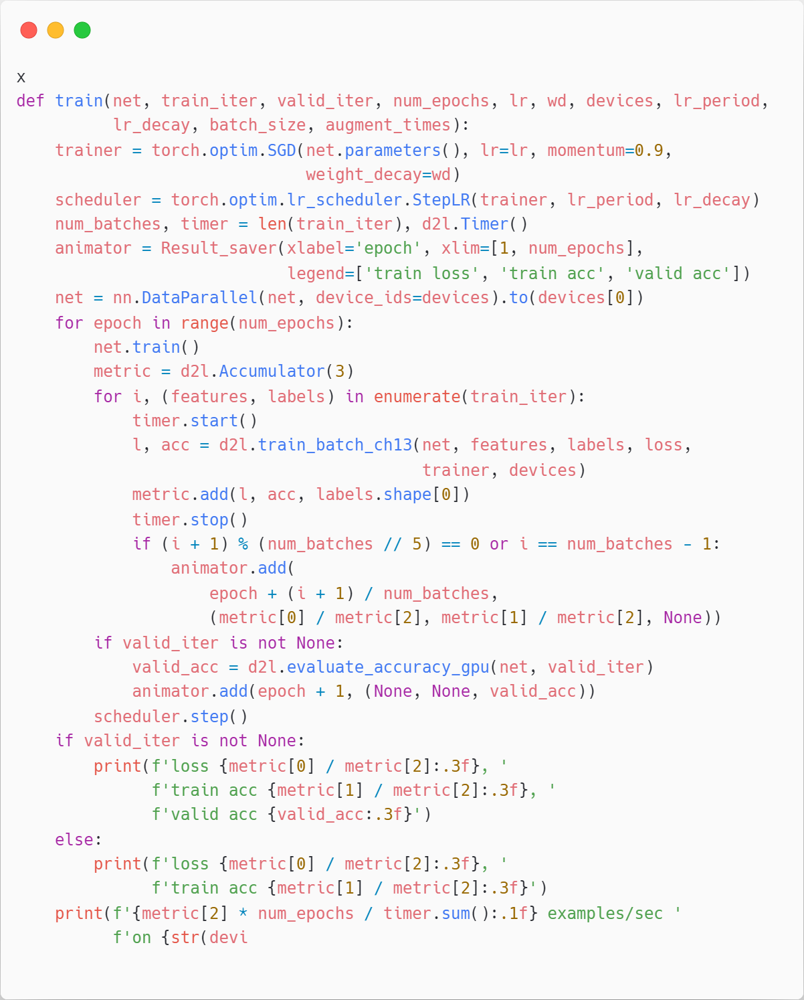 x
def train(net, train_iter, valid_iter, num_epochs, lr, wd, devices, lr_period,
          lr_decay, batch_size, augment_times):
    trainer = torch.optim.SGD(net.parameters(), lr=lr, momentum=0.9,
                              weight_decay=wd)
    scheduler = torch.optim.lr_scheduler.StepLR(trainer, lr_period, lr_decay)
    num_batches, timer = len(train_iter), d2l.Timer()
    animator = Result_saver(xlabel='epoch', xlim=[1, num_epochs],
                            legend=['train loss', 'train acc', 'valid acc'])
    net = nn.DataParallel(net, device_ids=devices).to(devices[0])
    for epoch in range(num_epochs):
        net.train()
        metric = d2l.Accumulator(3)
        for i, (features, labels) in enumerate(train_iter):
            timer.start()
            l, acc = d2l.train_batch_ch13(net, features, labels, loss,
                                          trainer, devices)
            metric.add(l, acc, labels.shape[0])
            timer.stop()
            if (i + 1) % (num_batches // 5) == 0 or i == num_batches - 1:
                animator.add(
                    epoch + (i + 1) / num_batches,
                    (metric[0] / metric[2], metric[1] / metric[2], None))
        if valid_iter is not None:
            valid_acc = d2l.evaluate_accuracy_gpu(net, valid_iter)
            animator.add(epoch + 1, (None, None, valid_acc))
        scheduler.step()
    if valid_iter is not None:
        print(f'loss {metric[0] / metric[2]:.3f}, '
              f'train acc {metric[1] / metric[2]:.3f}, '
              f'valid acc {valid_acc:.3f}')
    else:
        print(f'loss {metric[0] / metric[2]:.3f}, '
              f'train acc {metric[1] / metric[2]:.3f}')
    print(f'{metric[2] * num_epochs / timer.sum():.1f} examples/sec '
          f'on {str(devi